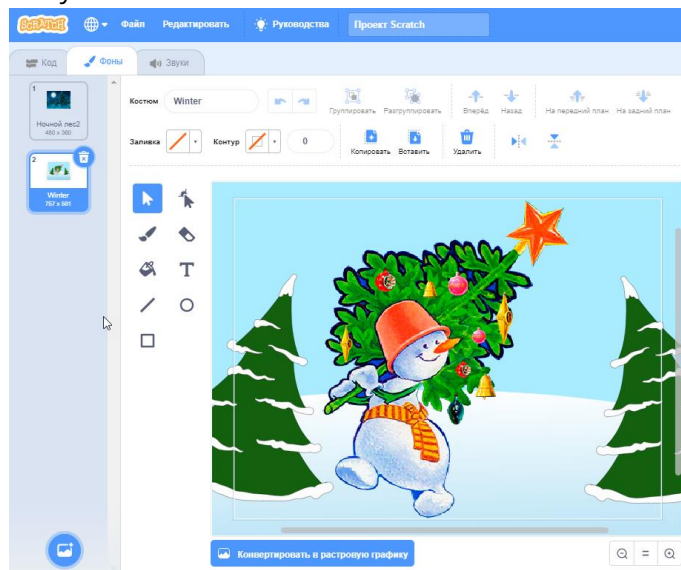 SCRATCH Файл Редактировать Руководства Проект Scratch
Код Фоны Звуки
1
Ночной лес2
480 x 360
2
Winter
757 x 581
Костюм Winter Группировать Разгруппировать Вперёд Назад На передний план На задний план
Заливка Контур 0 Копировать Вставить Удалить
T
Конвертировать в растровую графику